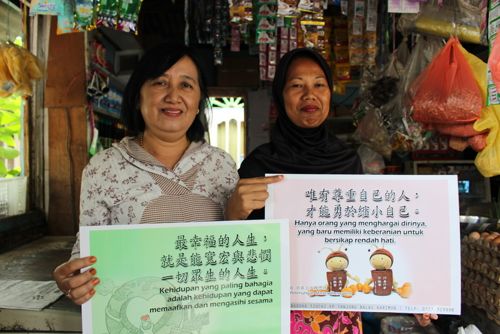 最幸福的人生，
就是能寬容與悲憫
一切眾生的人生。
Kehidupan yang paling bahagia
adalah kehidupan yang dapat
memaafkan dan mengasihi sesama
唯有尊重自己的人，
才能勇於縮小自己。
Hanya orang yang menghargai dirinya,
yang baru memiliki keberanian untuk
bersikap rendah hati.